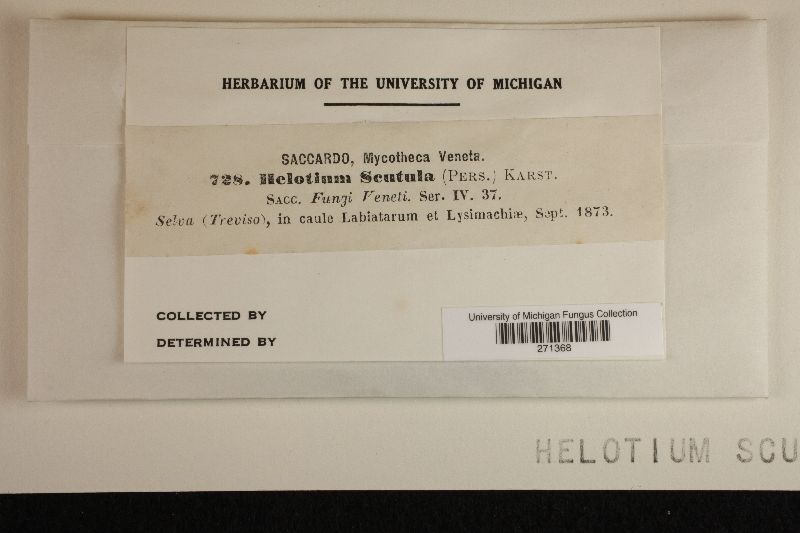 HERBARIUM OF THE UNIVERSITY OF MICHIGAN
SACCARDO, Mycotheca Veneta.
728. Helotium Scutula (PERS.) KARST.
SACC. Fungi Veneti. Ser. IV. 37.
Selva (Treviso), in caule Labiatarum et Lysimachiæ, Sept. 1873.
COLLECTED BY
DETERMINED BY
University of Michigan Fungus Collection
271368
HELOTIUM SCU